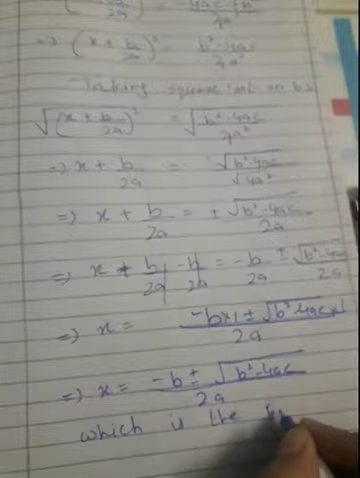 ⇒ (x + b/2a)² = b² - 4ac/4a²
Taking square root on b.s
√(x + b/2a)² = √b² - 4ac/4a²
⇒ x + b/2a = √b² - 4ac/√4a²
⇒ x + b/2a = ± √b² - 4ac/2a
⇒ x + b/2a - b/2a = -b/2a ± √b² - 4ac/2a
⇒ x = -b×1 ± √b² - 4ac×1/2a
⇒ x = -b ± √b² - 4ac/2a
which is the